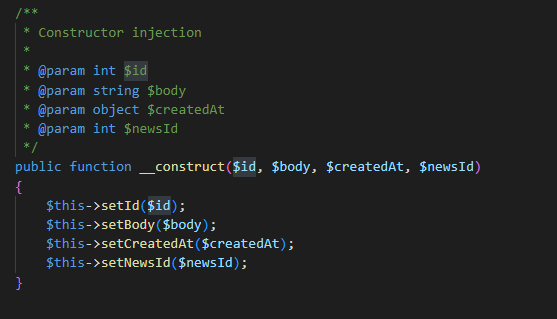 /**
 * Constructor injection
 *
 * @param int $id
 * @param string $body
 * @param object $createdAt
 * @param int $newsId
 */
public function __construct($id, $body, $createdAt, $newsId)
{
    $this->setId($id);
    $this->setBody($body);
    $this->setCreatedAt($createdAt);
    $this->setNewsId($newsId);
}